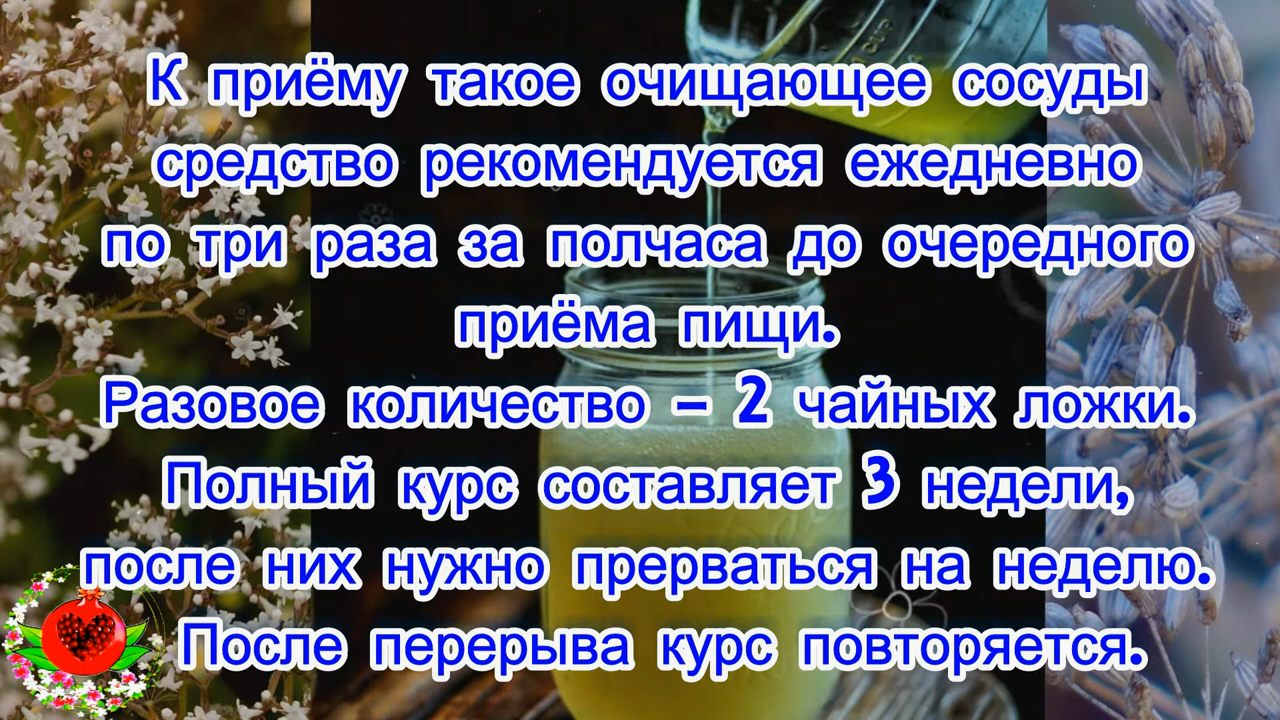 К приёму такое очищающее сосуды
средство рекомендуется ежедневно
по три раза за полчаса до очередного
приёма пищи.
Разовое количество – 2 чайных ложки.
Полный курс составляет 3 недели,
после них нужно прерваться на неделю.
После перерыва курс повторяется.